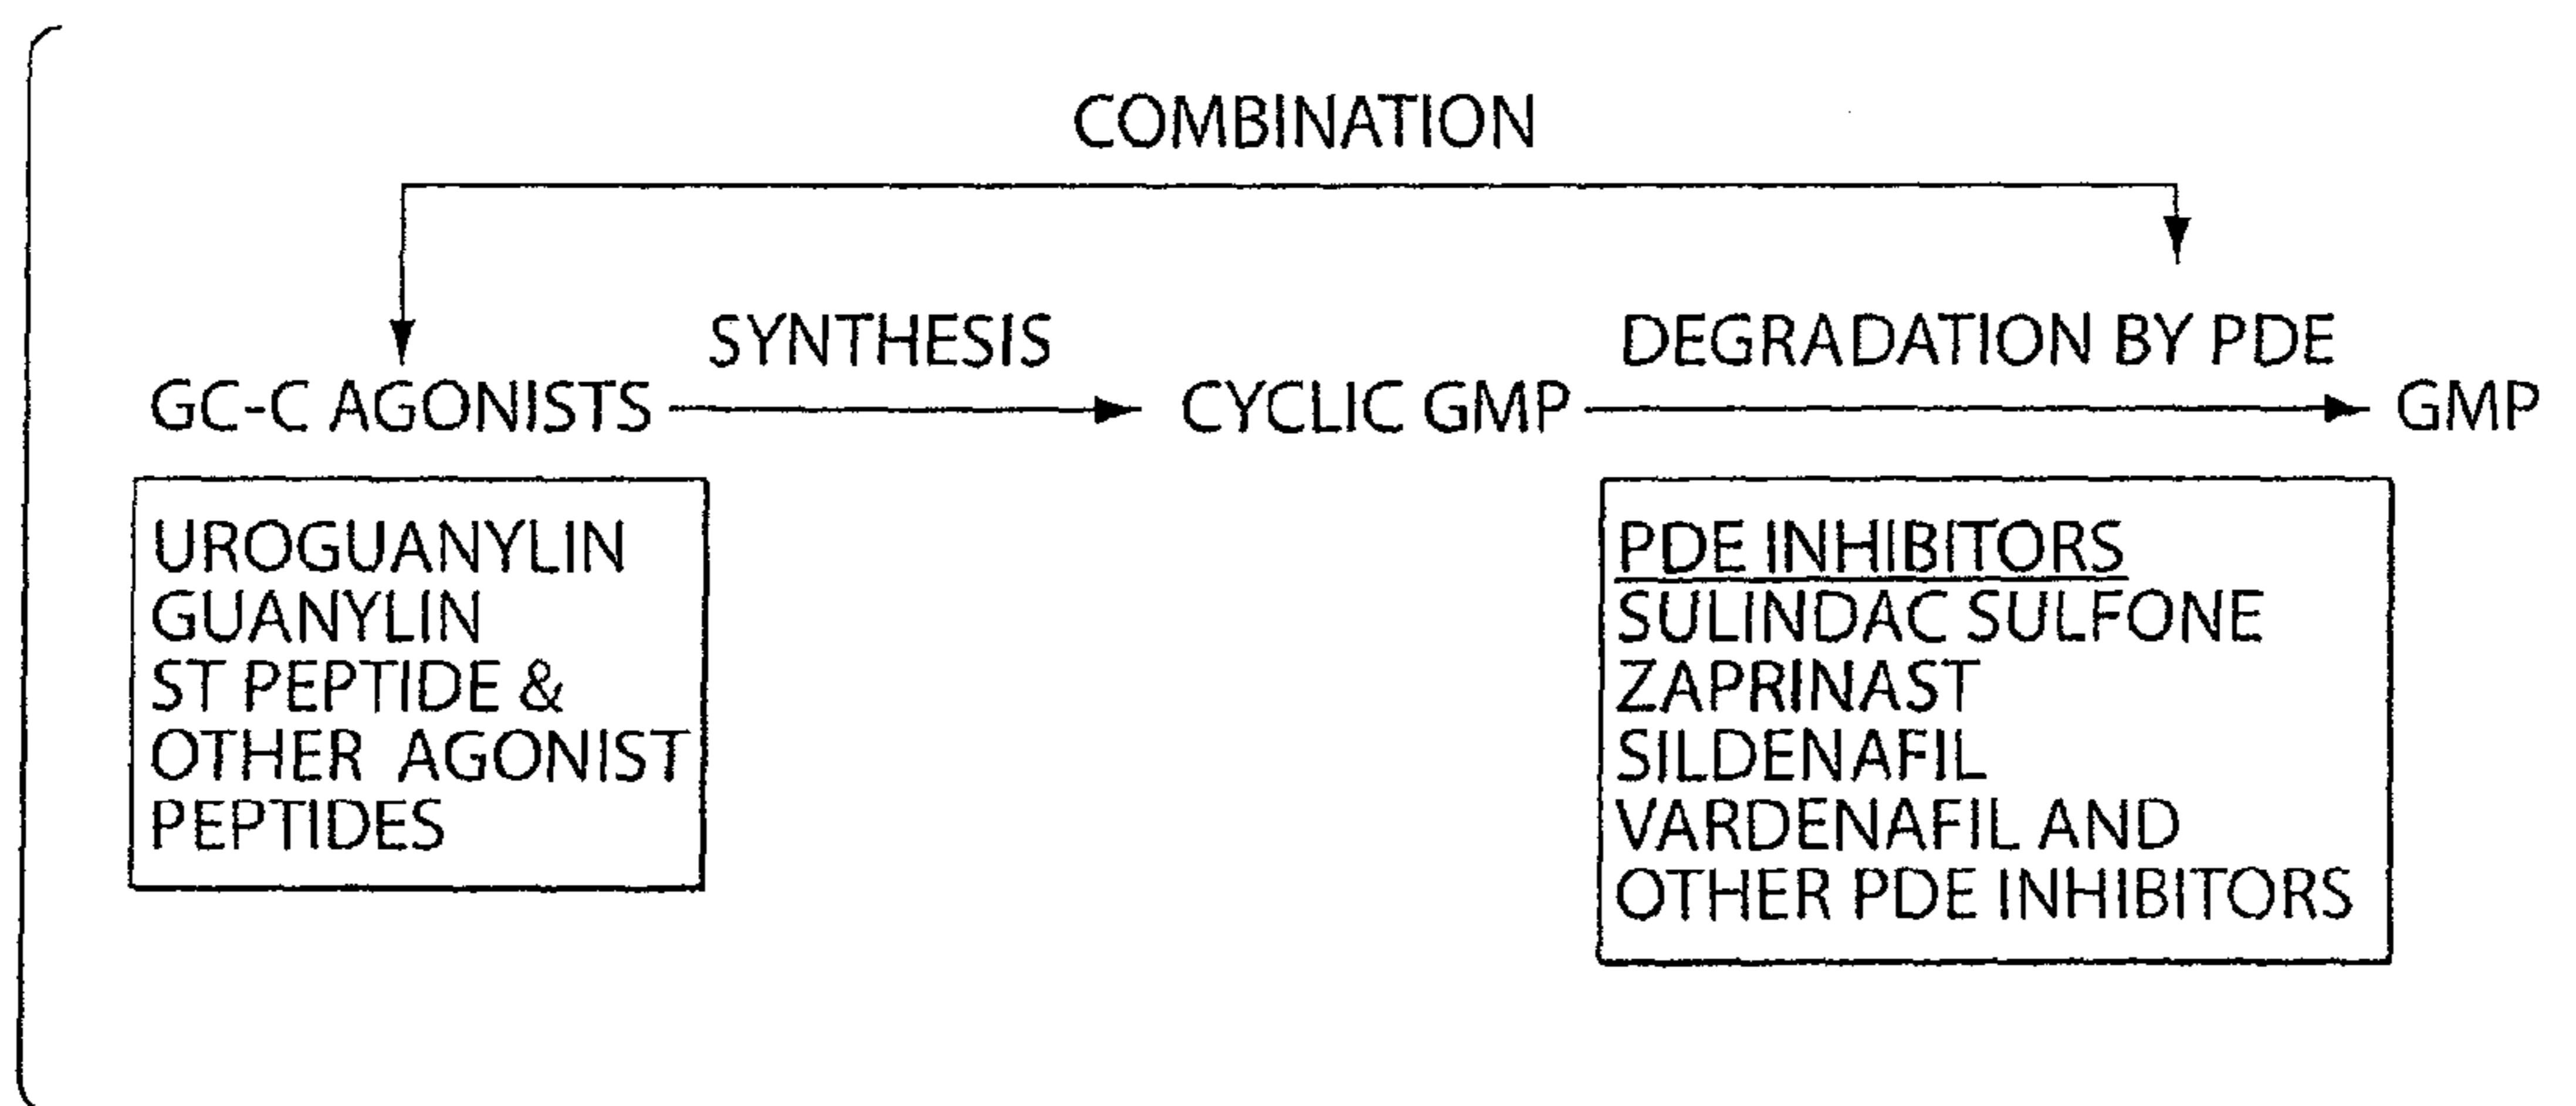 COMBINATION
SYNTHESIS
DEGRADATION BY PDE
GC-C AGONISTS
CYCLIC GMP
GMP
UROGUANYLIN
GUANYLIN
ST PEPTIDE &
OTHER AGONIST
PEPTIDES
PDE INHIBITORS
SULINDAC SULFONE
ZAPRINAST
SILDENAFIL
VARDENAFIL AND
OTHER PDE INHIBITORS